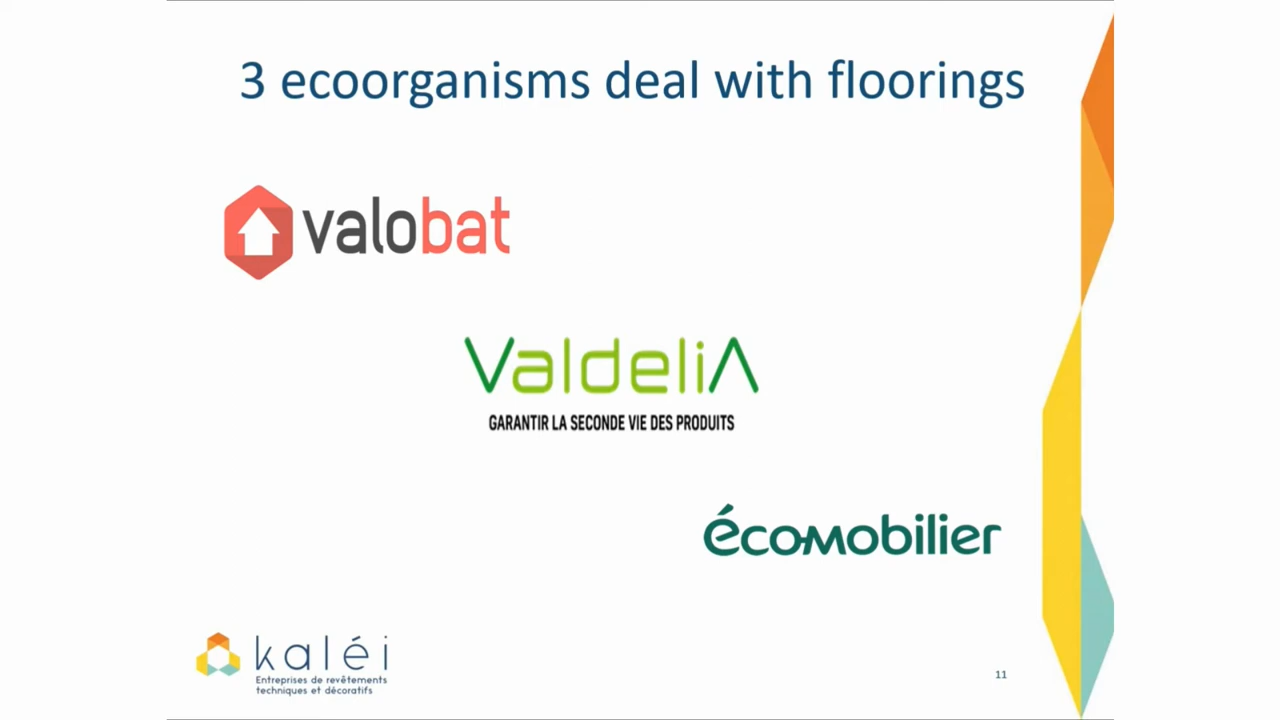 3 ecoorganisms deal with floorings
valobat
ValdeliA
GARANTIR LA SECONDE VIE DES PRODUITS
écomobilier
kaléi
Entreprises de revêtements
techniques et décoratifs
11